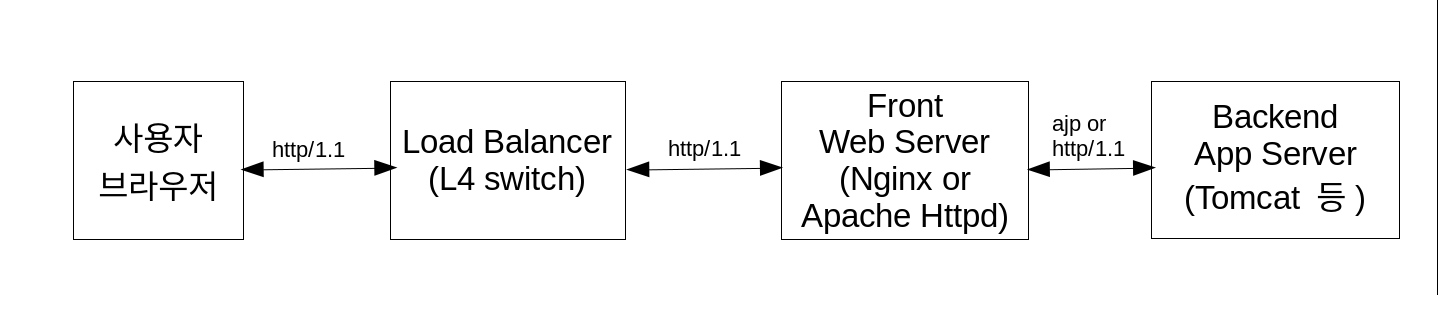 사용자
브라우저
http/1.1
Load Balancer
(L4 switch)
http/1.1
Front
Web Server
(Nginx or
Apache Httpd)
ajp or
http/1.1
Backend
App Server
(Tomcat 등 )